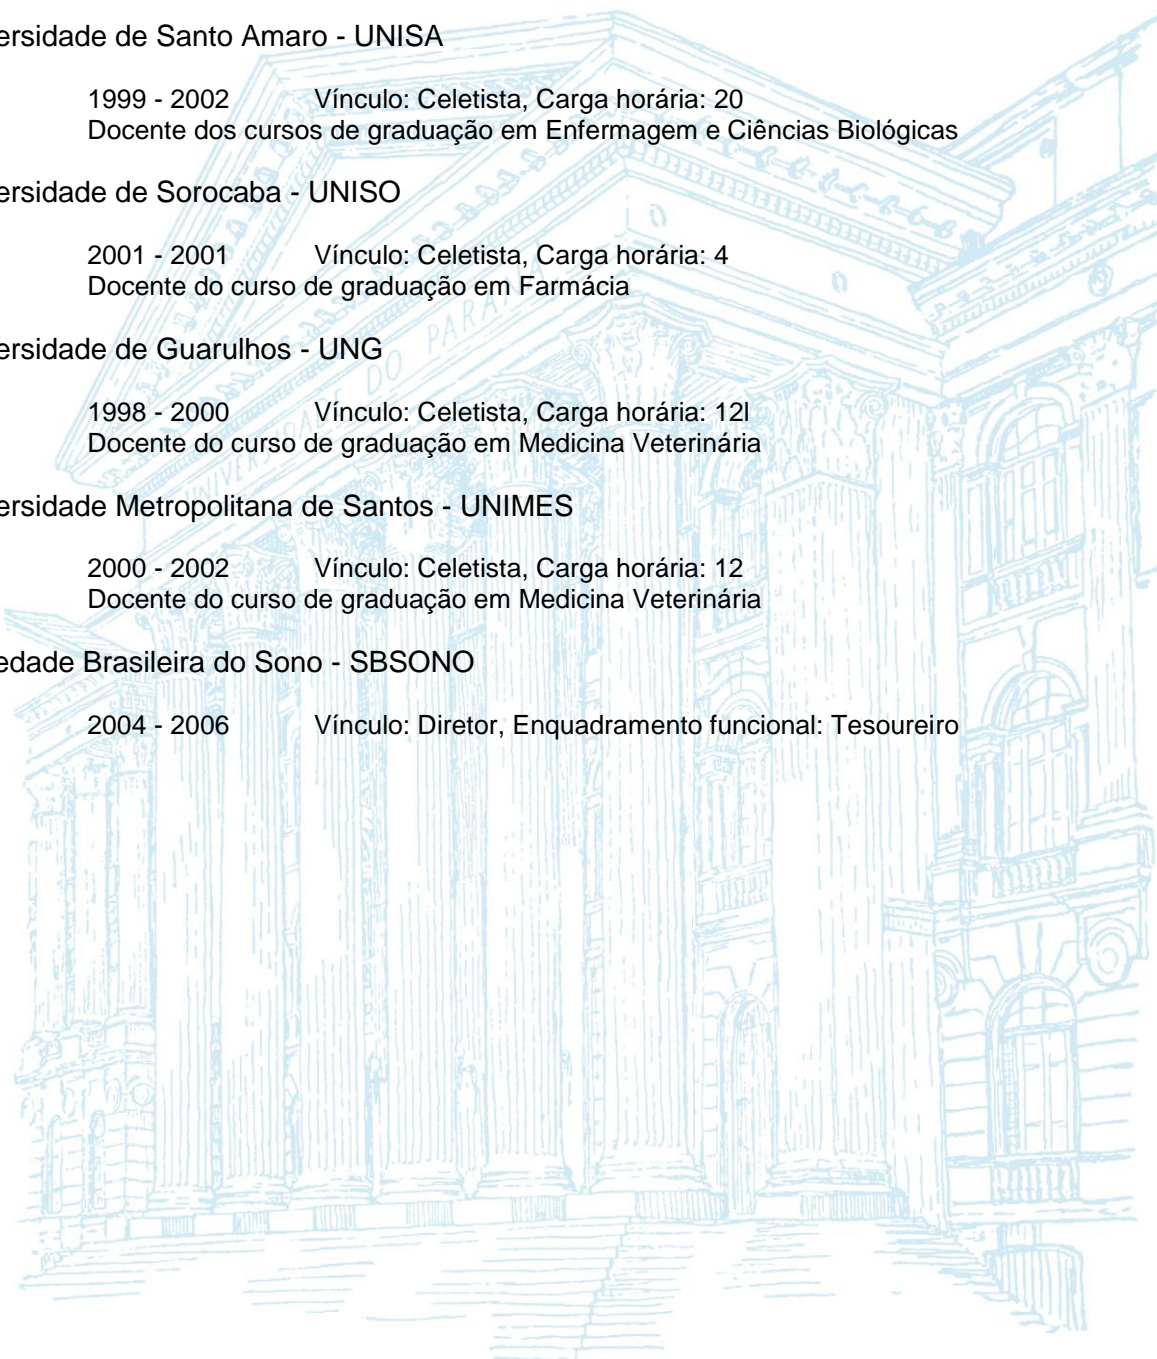 ersidade de Santo Amaro - UNISA
1999 - 2002 Vínculo: Celetista, Carga horária: 20
Docente dos cursos de graduação em Enfermagem e Ciências Biológicas
ersidade de Sorocaba - UNISO
2001 - 2001 Vínculo: Celetista, Carga horária: 4
Docente do curso de graduação em Farmácia
ersidade de Guarulhos - UNG
1998 - 2000 Vínculo: Celetista, Carga horária: 12l
Docente do curso de graduação em Medicina Veterinária
ersidade Metropolitana de Santos - UNIMES
2000 - 2002 Vínculo: Celetista, Carga horária: 12
Docente do curso de graduação em Medicina Veterinária
edade Brasileira do Sono - SBSONO
2004 - 2006 Vínculo: Diretor, Enquadramento funcional: Tesoureiro
UNIVERSIDADE DO PARANÁ